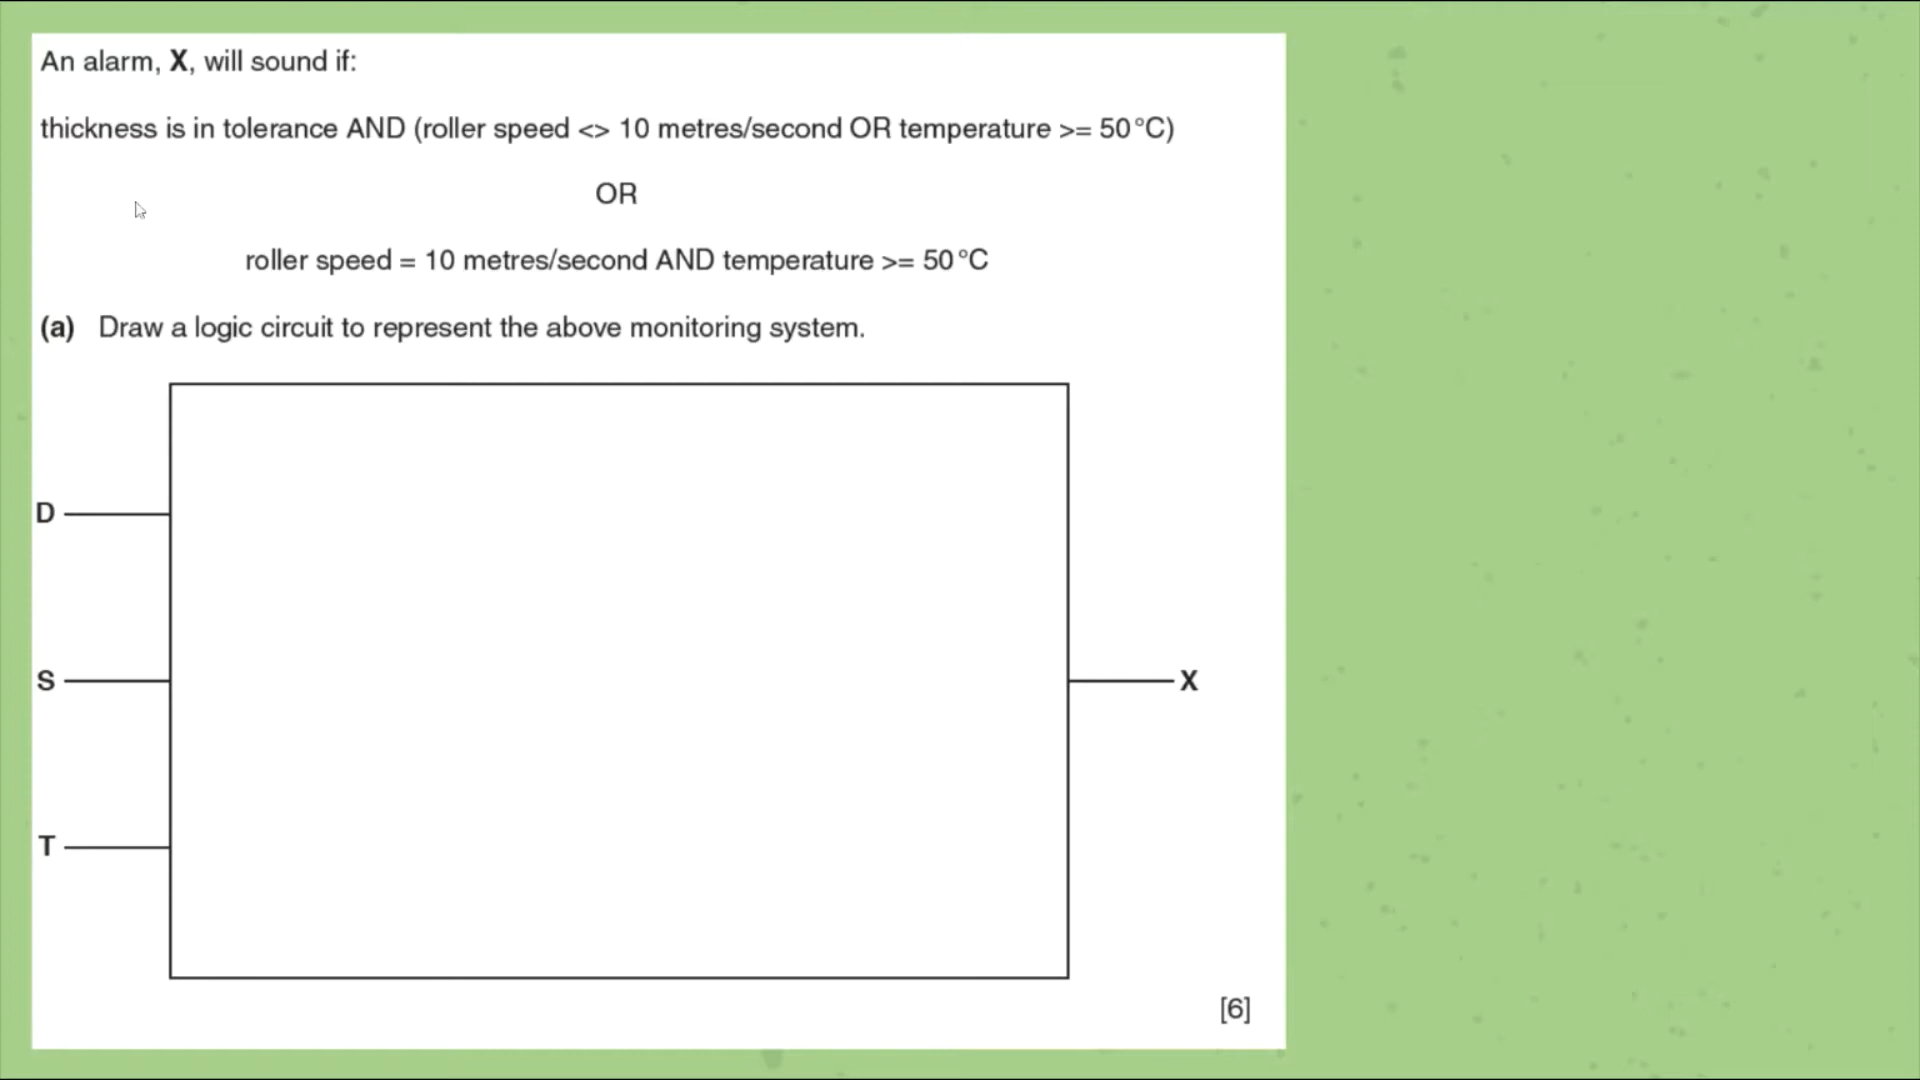 An alarm, X, will sound if:
thickness is in tolerance AND (roller speed <> 10 metres/second OR temperature >= 50 °C)
OR
roller speed = 10 metres/second AND temperature >= 50 °C
(a) Draw a logic circuit to represent the above monitoring system.
D
S
X
T
[6]